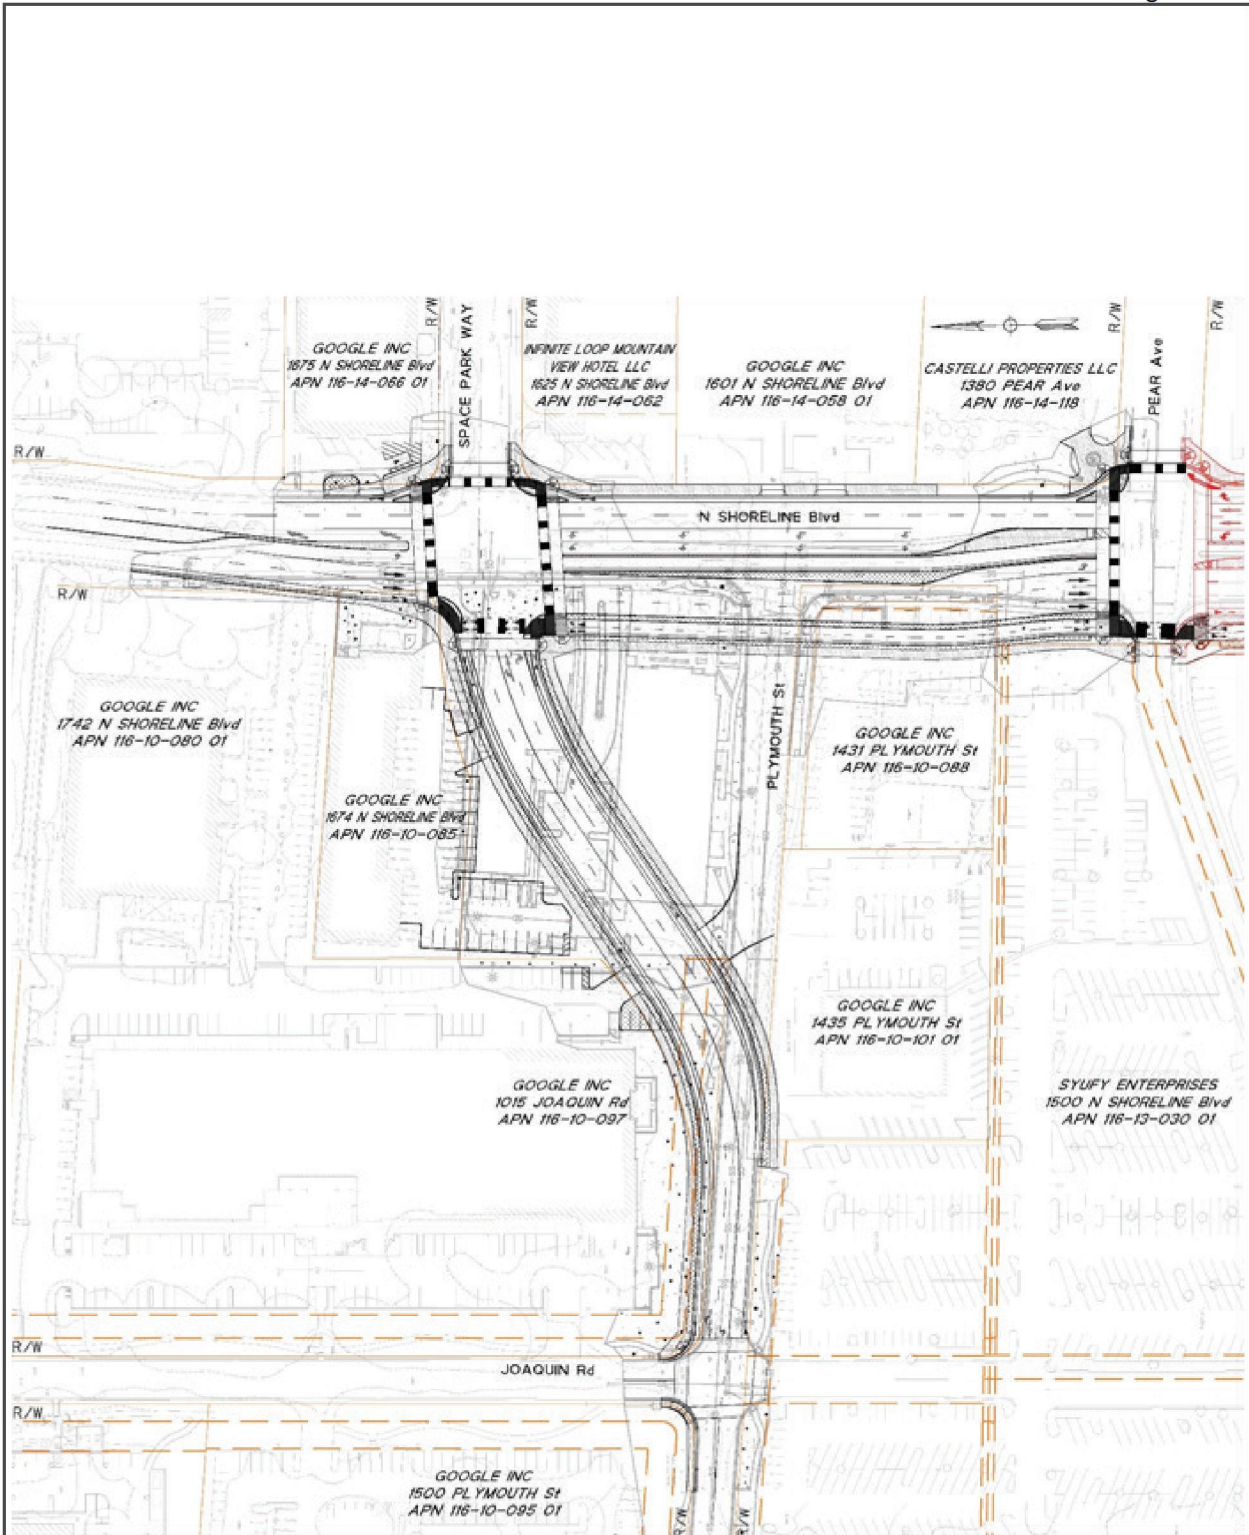 R/W
SPACE PARK WAY
R/W
R/W
PEAR Ave
R/W
GOOGLE INC
1675 N SHORELINE Blvd
APN 116-14-066 01
INFINITE LOOP MOUNTAIN
VIEW HOTEL LLC
1625 N SHORELINE Blvd
APN 116-14-062
GOOGLE INC
1601 N SHORELINE Blvd
APN 116-14-058 01
CASTELLI PROPERTIES LLC
1380 PEAR Ave
APN 116-14-118
R/W
N SHORELINE Blvd
R/W
GOOGLE INC
1742 N SHORELINE Blvd
APN 116-10-080 01
PLYMOUTH St
GOOGLE INC
1431 PLYMOUTH St
APN 116-10-088
GOOGLE INC
1674 N SHORELINE Blvd
APN 116-10-085
GOOGLE INC
1435 PLYMOUTH St
APN 116-10-101 01
GOOGLE INC
1015 JOAQUIN Rd
APN 116-10-097
SYUFY ENTERPRISES
1500 N SHORELINE Blvd
APN 116-13-030 01
R/W
JOAQUIN Rd
R/W
GOOGLE INC
1500 PLYMOUTH St
APN 116-10-095 01
R/W
R/W